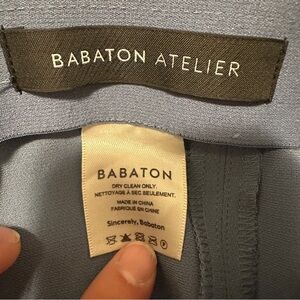 BABATON ATELIER
BABATON
DRY CLEAN ONLY.
NETTOYAGE À SEC SEULEMENT.
MADE IN CHINA
FABRIQUÉ EN CHINE
Sincerely, Babaton